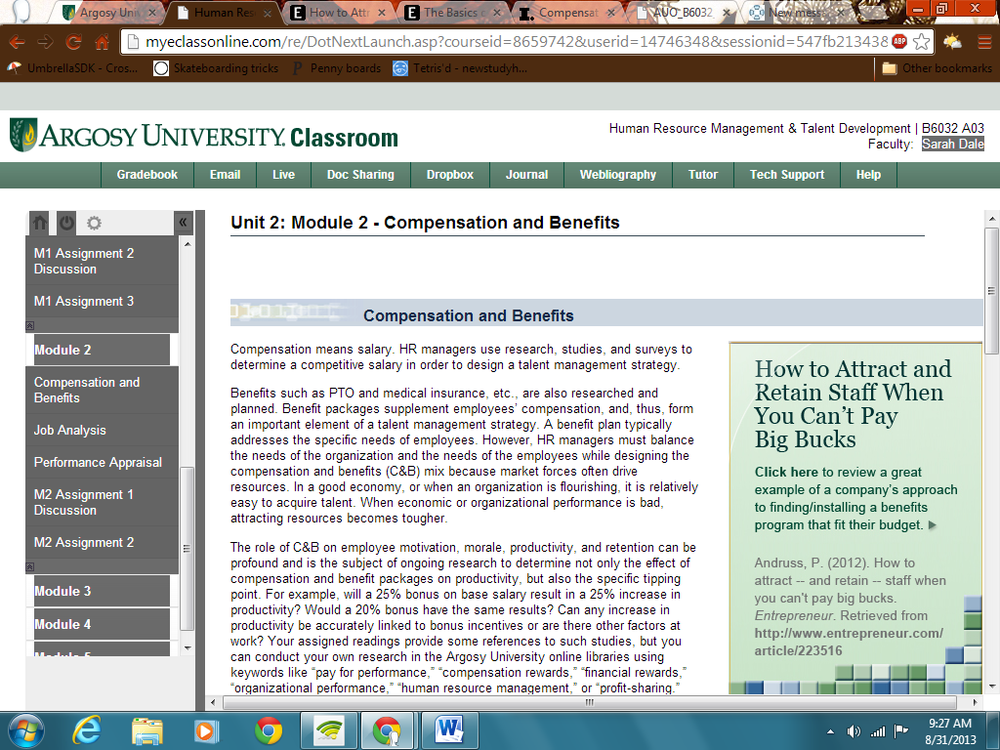 Argosy Uni
Human Res
How to Attr
The Basics o
Compensat
AUO_B6032
New mess
myeclassonline.com/re/DotNextLaunch.asp?courseid=8659742&userid=14746348&sessionid=547fb213438
ABP
UmbrellaSDK - Cros...
Skateboarding tricks
Penny boards
Tetris'd - newstudyh...
Other bookmarks
ARGOSY UNIVERSITY. Classroom
Human Resource Management & Talent Development | B6032 A03
Faculty: Sarah Dale
Gradebook
Email
Live
Doc Sharing
Dropbox
Journal
Webliography
Tutor
Tech Support
Help
«
M1 Assignment 2
Discussion
M1 Assignment 3
Module 2
Compensation and
Benefits
Job Analysis
Performance Appraisal
M2 Assignment 1
Discussion
M2 Assignment 2
Module 3
Module 4
Module 5
Unit 2: Module 2 - Compensation and Benefits
Compensation and Benefits
Compensation means salary. HR managers use research, studies, and surveys to
determine a competitive salary in order to design a talent management strategy.
Benefits such as PTO and medical insurance, etc., are also researched and
planned. Benefit packages supplement employees' compensation, and, thus, form
an important element of a talent management strategy. A benefit plan typically
addresses the specific needs of employees. However, HR managers must balance
the needs of the organization and the needs of the employees while designing the
compensation and benefits (C&B) mix because market forces often drive
resources. In a good economy, or when an organization is flourishing, it is relatively
easy to acquire talent. When economic or organizational performance is bad,
attracting resources becomes tougher.
The role of C&B on employee motivation, morale, productivity, and retention can be
profound and is the subject of ongoing research to determine not only the effect of
compensation and benefit packages on productivity, but also the specific tipping
point. For example, will a 25% bonus on base salary result in a 25% increase in
productivity? Would a 20% bonus have the same results? Can any increase in
productivity be accurately linked to bonus incentives or are there other factors at
work? Your assigned readings provide some references to such studies, but you
can conduct your own research in the Argosy University online libraries using
keywords like “pay for performance,” “compensation rewards,” “financial rewards,”
“organizational performance,” “human resource management,” or “profit-sharing.”
How to Attract and
Retain Staff When
You Can't Pay
Big Bucks
Click here to review a great
example of a company's approach
to finding/installing a benefits
program that fit their budget.
Andruss, P. (2012). How to
attract -- and retain -- staff when
you can't pay big bucks.
Entrepreneur. Retrieved from
http://www.entrepreneur.com/
article/223516
9:27 AM
8/31/2013